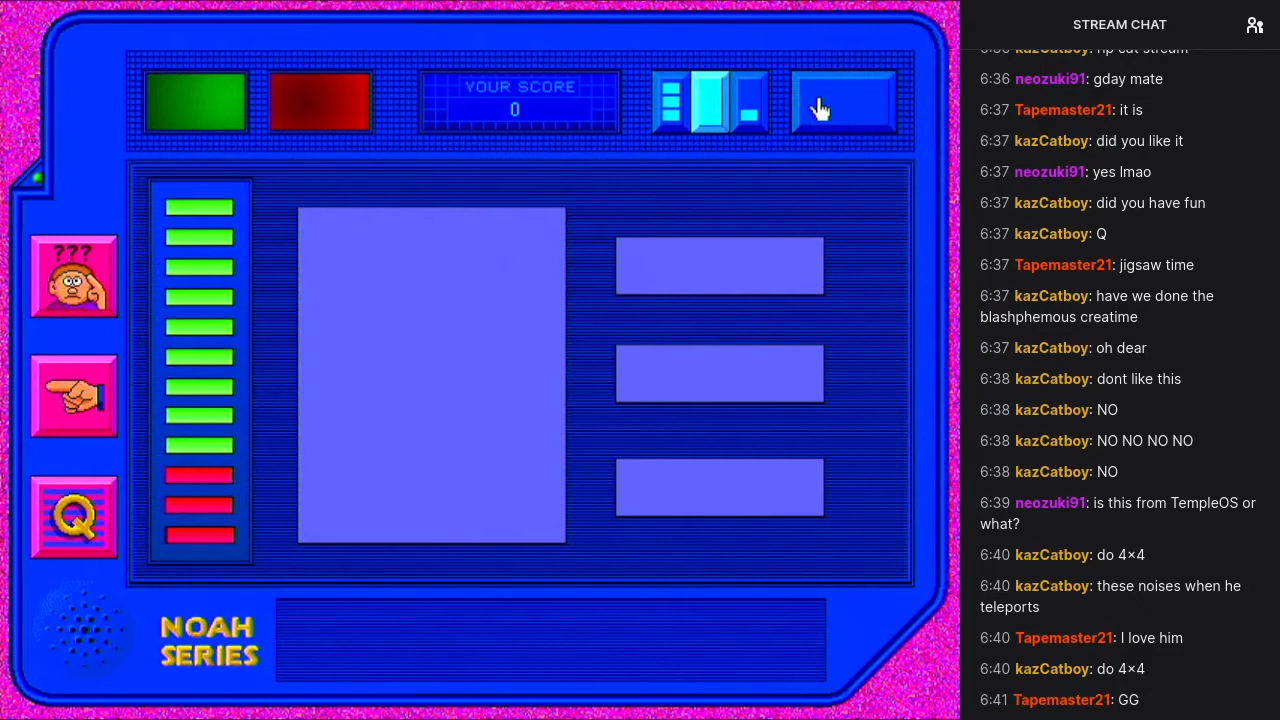 STREAM CHAT
6:36 neozuki91: gday mate
6:37 Tapemaster21: it is
6:37 kazCatboy: did you like it
6:37 neozuki91: yes lmao
6:37 kazCatboy: did you have fun
6:37 kazCatboy: Q
6:37 Tapemaster21: jigsaw time
6:37 kazCatboy: have we done the
blashphemous creatime
6:37 kazCatboy: oh dear
6:38 kazCatboy: dont like this
6:38 kazCatboy: NO
6:38 kazCatboy: NO NO NO NO
6:38 kazCatboy: NO
6:39 neozuki91: is this from TempleOS or
what?
6:40 kazCatboy: do 4x4
6:40 kazCatboy: these noises when he
teleports
6:40 Tapemaster21: I love him
6:40 kazCatboy: do 4x4
6:41 Tapemaster21: GG
YOUR SCORE
0
???
Q
NOAH
SERIES